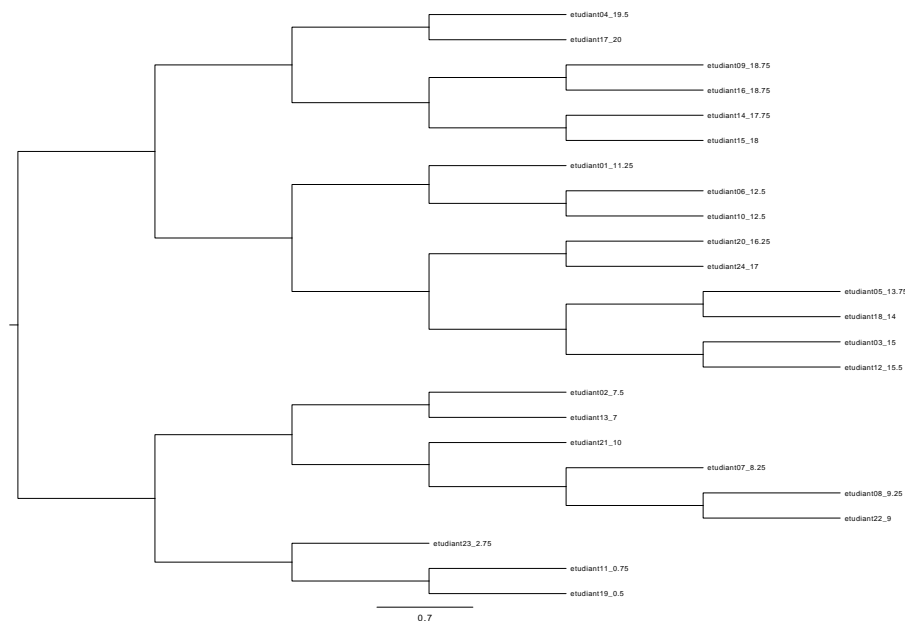 etudiant04_19.5
etudiant17_20
etudiant09_18.75
etudiant16_18.75
etudiant14_17.75
etudiant15_18
etudiant01_11.25
etudiant06_12.5
etudiant10_12.5
etudiant20_16.25
etudiant24_17
etudiant05_13.75
etudiant18_14
etudiant03_15
etudiant12_15.5
etudiant02_7.5
etudiant13_7
etudiant21_10
etudiant07_8.25
etudiant08_9.25
etudiant22_9
etudiant23_2.75
etudiant11_0.75
etudiant19_0.5
0.7